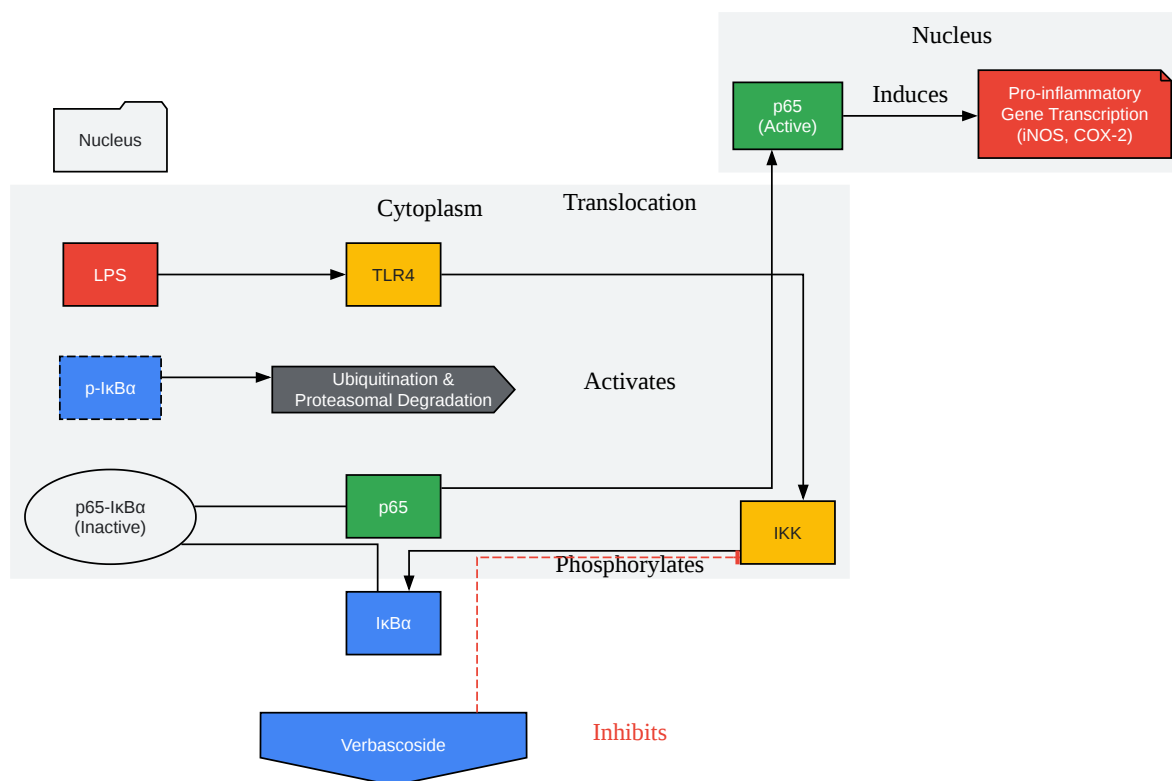 Nucleus
p65
(Active)
Induces
Pro-inflammatory
Gene Transcription
(iNOS, COX-2)
Nucleus
Cytoplasm
Translocation
LPS
TLR4
p-IκBα
Ubiquitination &
Proteasomal Degradation
Activates
p65-IκBα
(Inactive)
p65
IKK
Phosphorylates
IκBα
Verbascoside
Inhibits